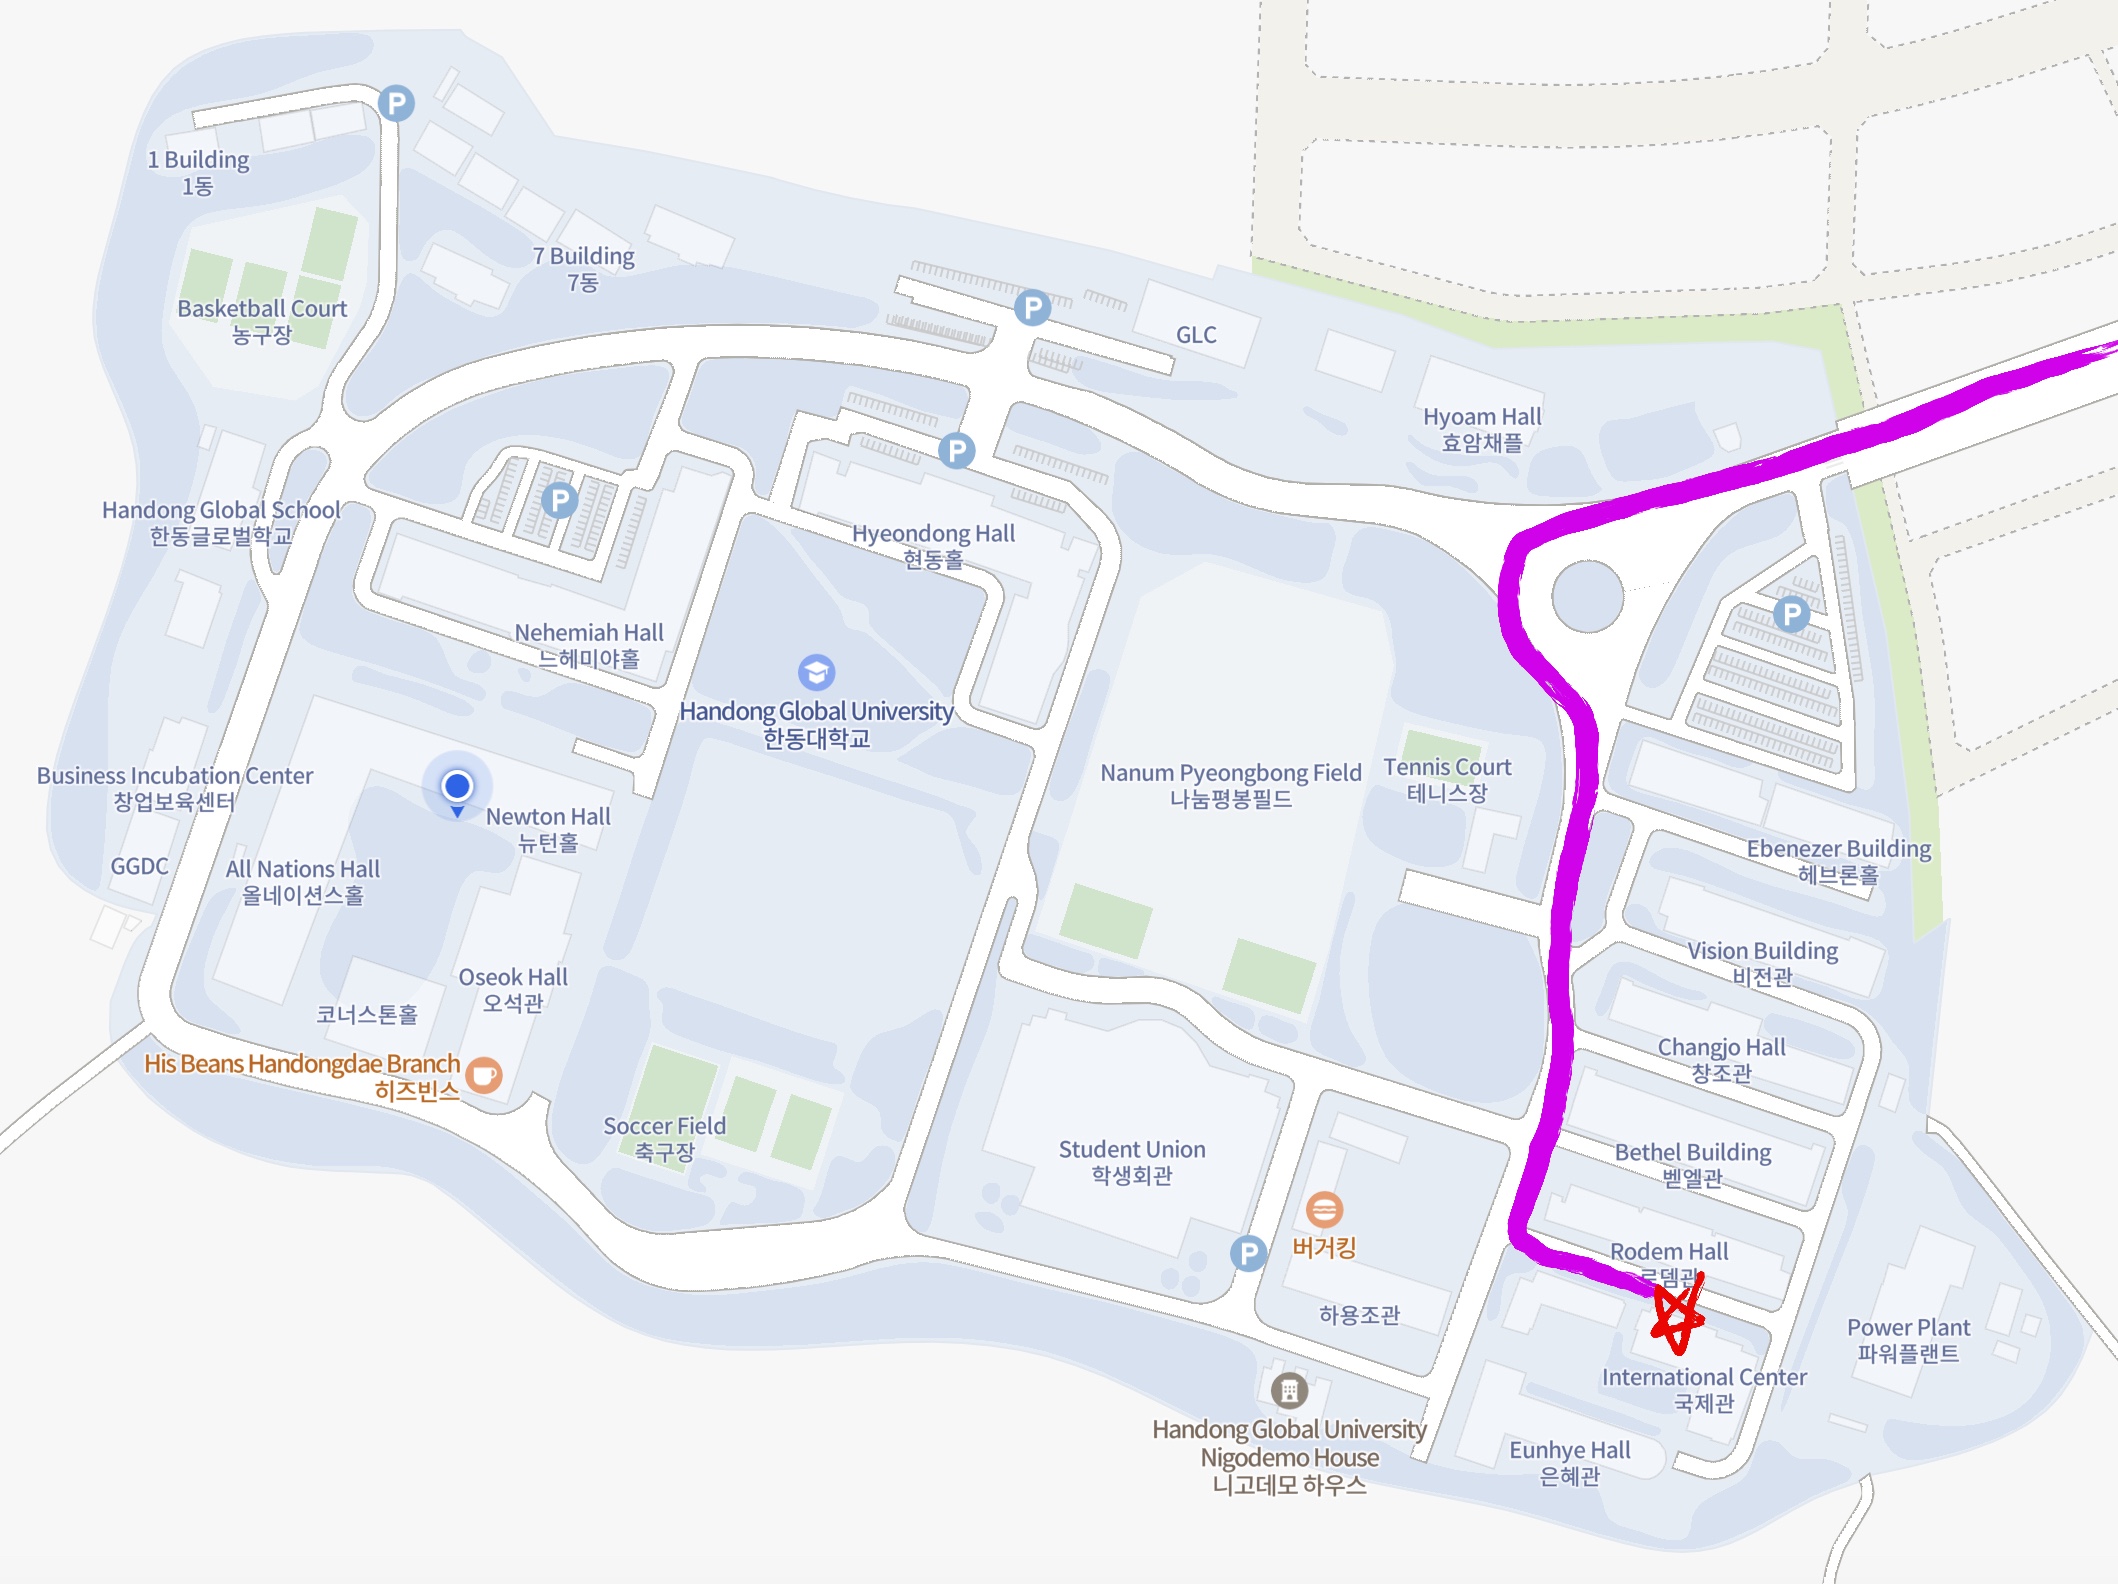 P
1 Building
1동
7 Building
7동
Basketball Court
농구장
P
GLC
Hyoam Hall
효암채플
P
P
Handong Global School
한동글로벌학교
Hyeondong Hall
현동홀
P
Nehemiah Hall
느헤미야홀
Handong Global University
한동대학교
Nanum Pyeongbong Field
나눔평봉필드
Tennis Court
테니스장
Business Incubation Center
창업보육센터
Newton Hall
뉴턴홀
GGDC
All Nations Hall
올네이션스홀
Ebenezer Building
헤브론홀
Vision Building
비전관
Oseok Hall
오석관
코너스톤홀
Changjo Hall
창조관
His Beans Handongdae Branch
히즈빈스
Soccer Field
축구장
Student Union
학생회관
Bethel Building
벧엘관
P
버거킹
Rodem Hall
로뎀관
하용조관
Power Plant
파워플랜트
International Center
국제관
Handong Global University
Nigodemo House
니고데모 하우스
Eunhye Hall
은혜관